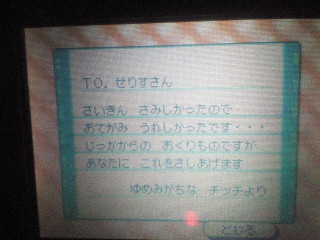 TO．せりすさん
さいきん さみしかったので
おてがみ うれしかったです・・・
じっかからの おくりものですが
あなたに これをさしあげます
ゆめみがちな チッチより
とじる